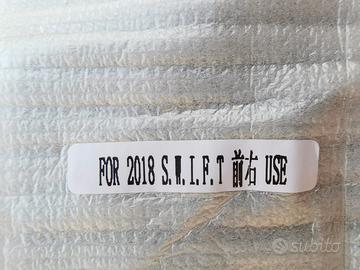 FOR 2018 S.W.I.F.T 前右 USE
subito